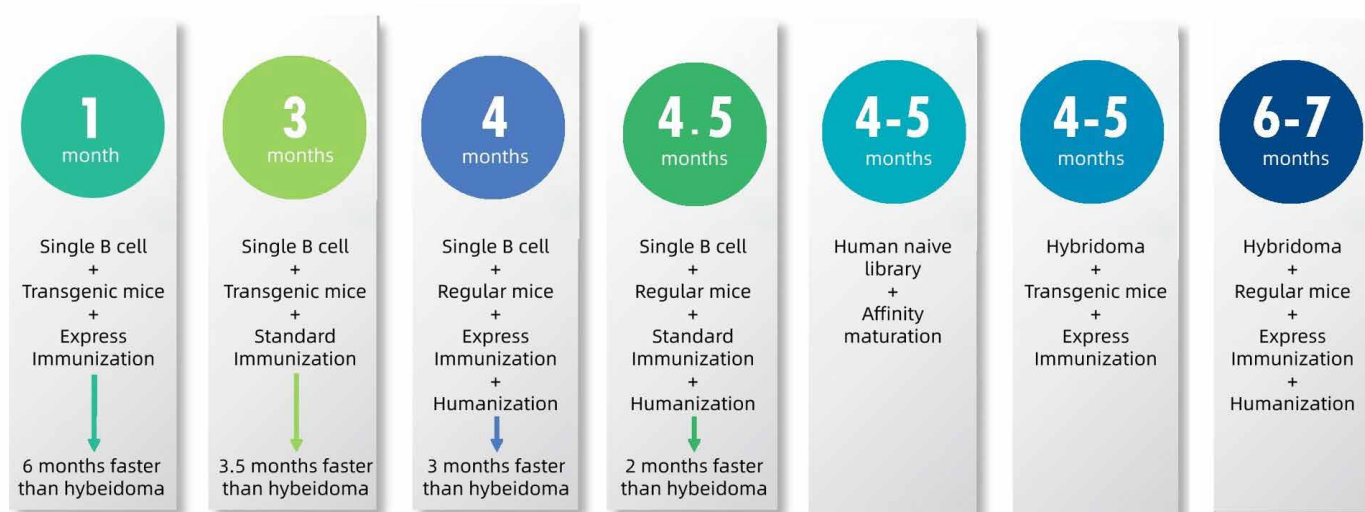 1
month
Single B cell
+
Transgenic mice
+
Express
Immunization
6 months faster
than hybeidoma
3
months
Single B cell
+
Transgenic mice
+
Standard
Immunization
3.5 months faster
than hybeidoma
4
months
Single B cell
+
Regular mice
+
Express
Immunization
+
Humanization
3 months faster
than hybeidoma
4.5
months
Single B cell
+
Regular mice
+
Standard
Immunization
+
Humanization
2 months faster
than hybeidoma
4-5
months
Human naive
library
+
Affinity
maturation
4-5
months
Hybridoma
+
Transgenic mice
+
Express
Immunization
6-7
months
Hybridoma
+
Regular mice
+
Express
Immunization
+
Humanization